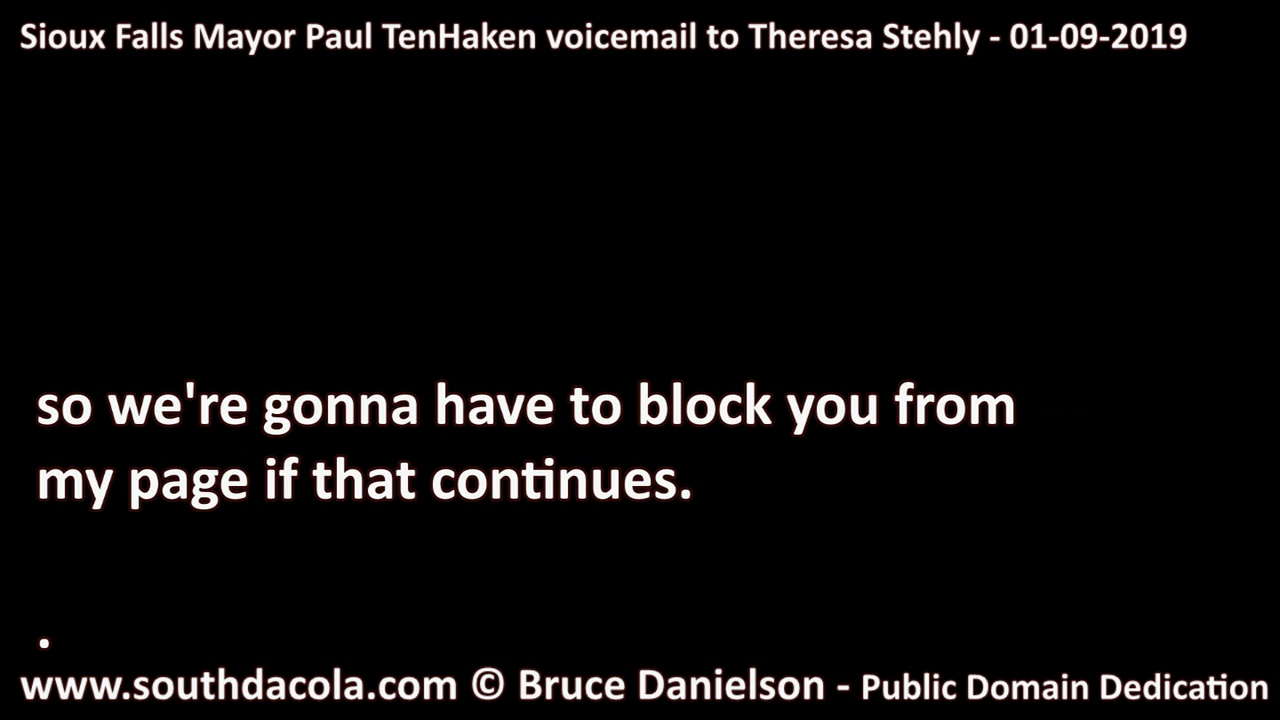 Sioux Falls Mayor Paul TenHaken voicemail to Theresa Stehly - 01-09-2019
so we're gonna have to block you from
my page if that continues.
.
www.southdacola.com © Bruce Danielson - Public Domain Dedication